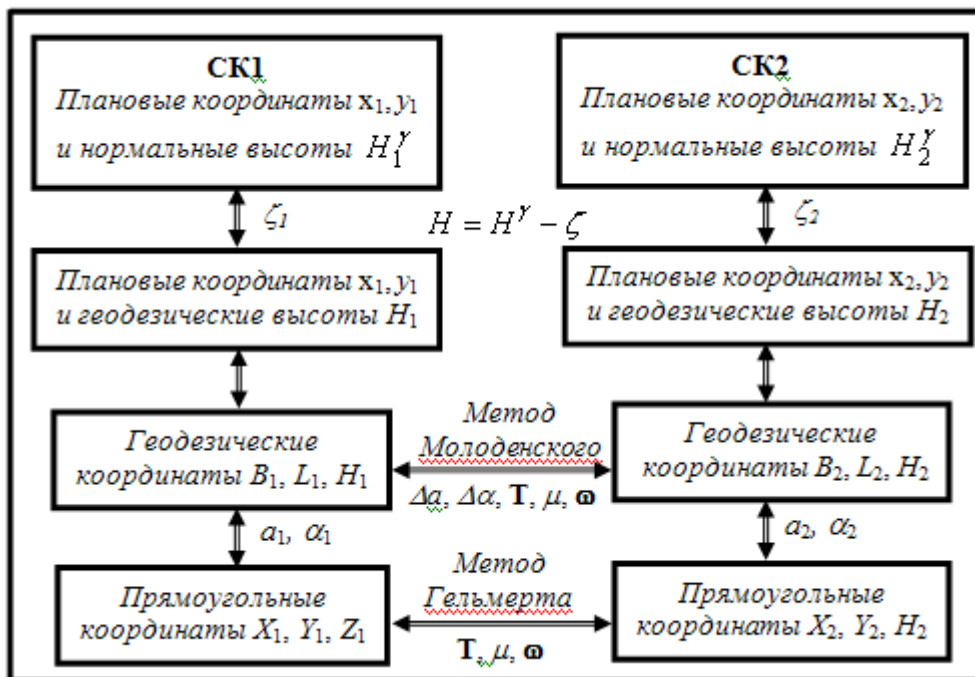 СК1
Плановые координаты x₁, y₁
и нормальные высоты H₁^γ
СК2
Плановые координаты x₂, y₂
и нормальные высоты H₂^γ
ζ₁
H = H^γ − ζ
ζ₂
Плановые координаты x₁, y₁
и геодезические высоты H₁
Плановые координаты x₂, y₂
и геодезические высоты H₂
Геодезические
координаты B₁, L₁, H₁
Метод
Молоденского
Δa, Δα, T, μ, ω
Геодезические
координаты B₂, L₂, H₂
a₁, α₁
a₂, α₂
Прямоугольные
координаты X₁, Y₁, Z₁
Метод
Гельмерта
T, μ, ω
Прямоугольные
координаты X₂, Y₂, H₂